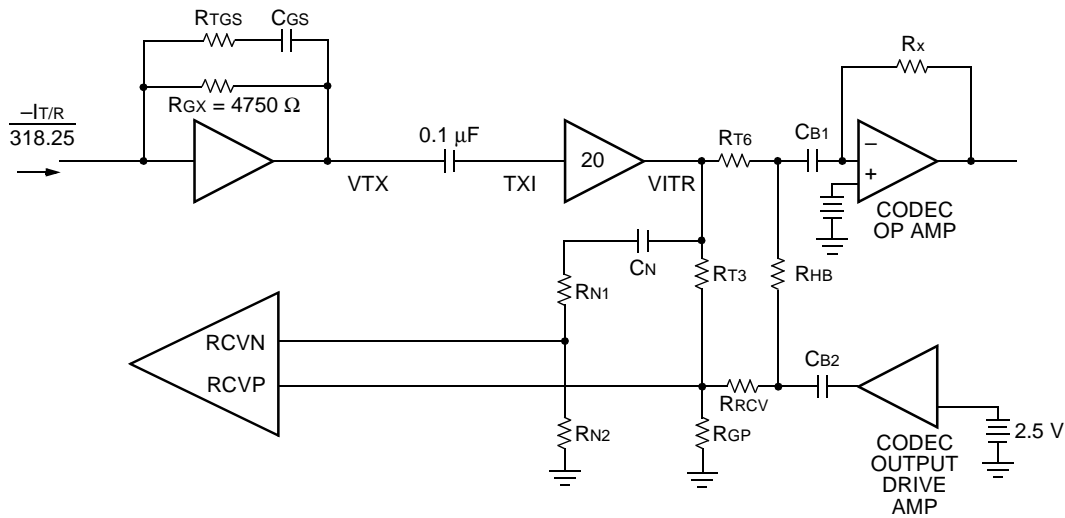 RTGS
CGS
RGX = 4750 Ω
–IT/R
318.25
0.1 μF
VTX
TXI
20
VITR
RT6
CB1
Rx
–
+
CODEC
OP AMP
CN
RN1
RT3
RHB
RCVN
RCVP
RN2
RRCV
RGP
CB2
2.5 V
CODEC
OUTPUT
DRIVE
AMP